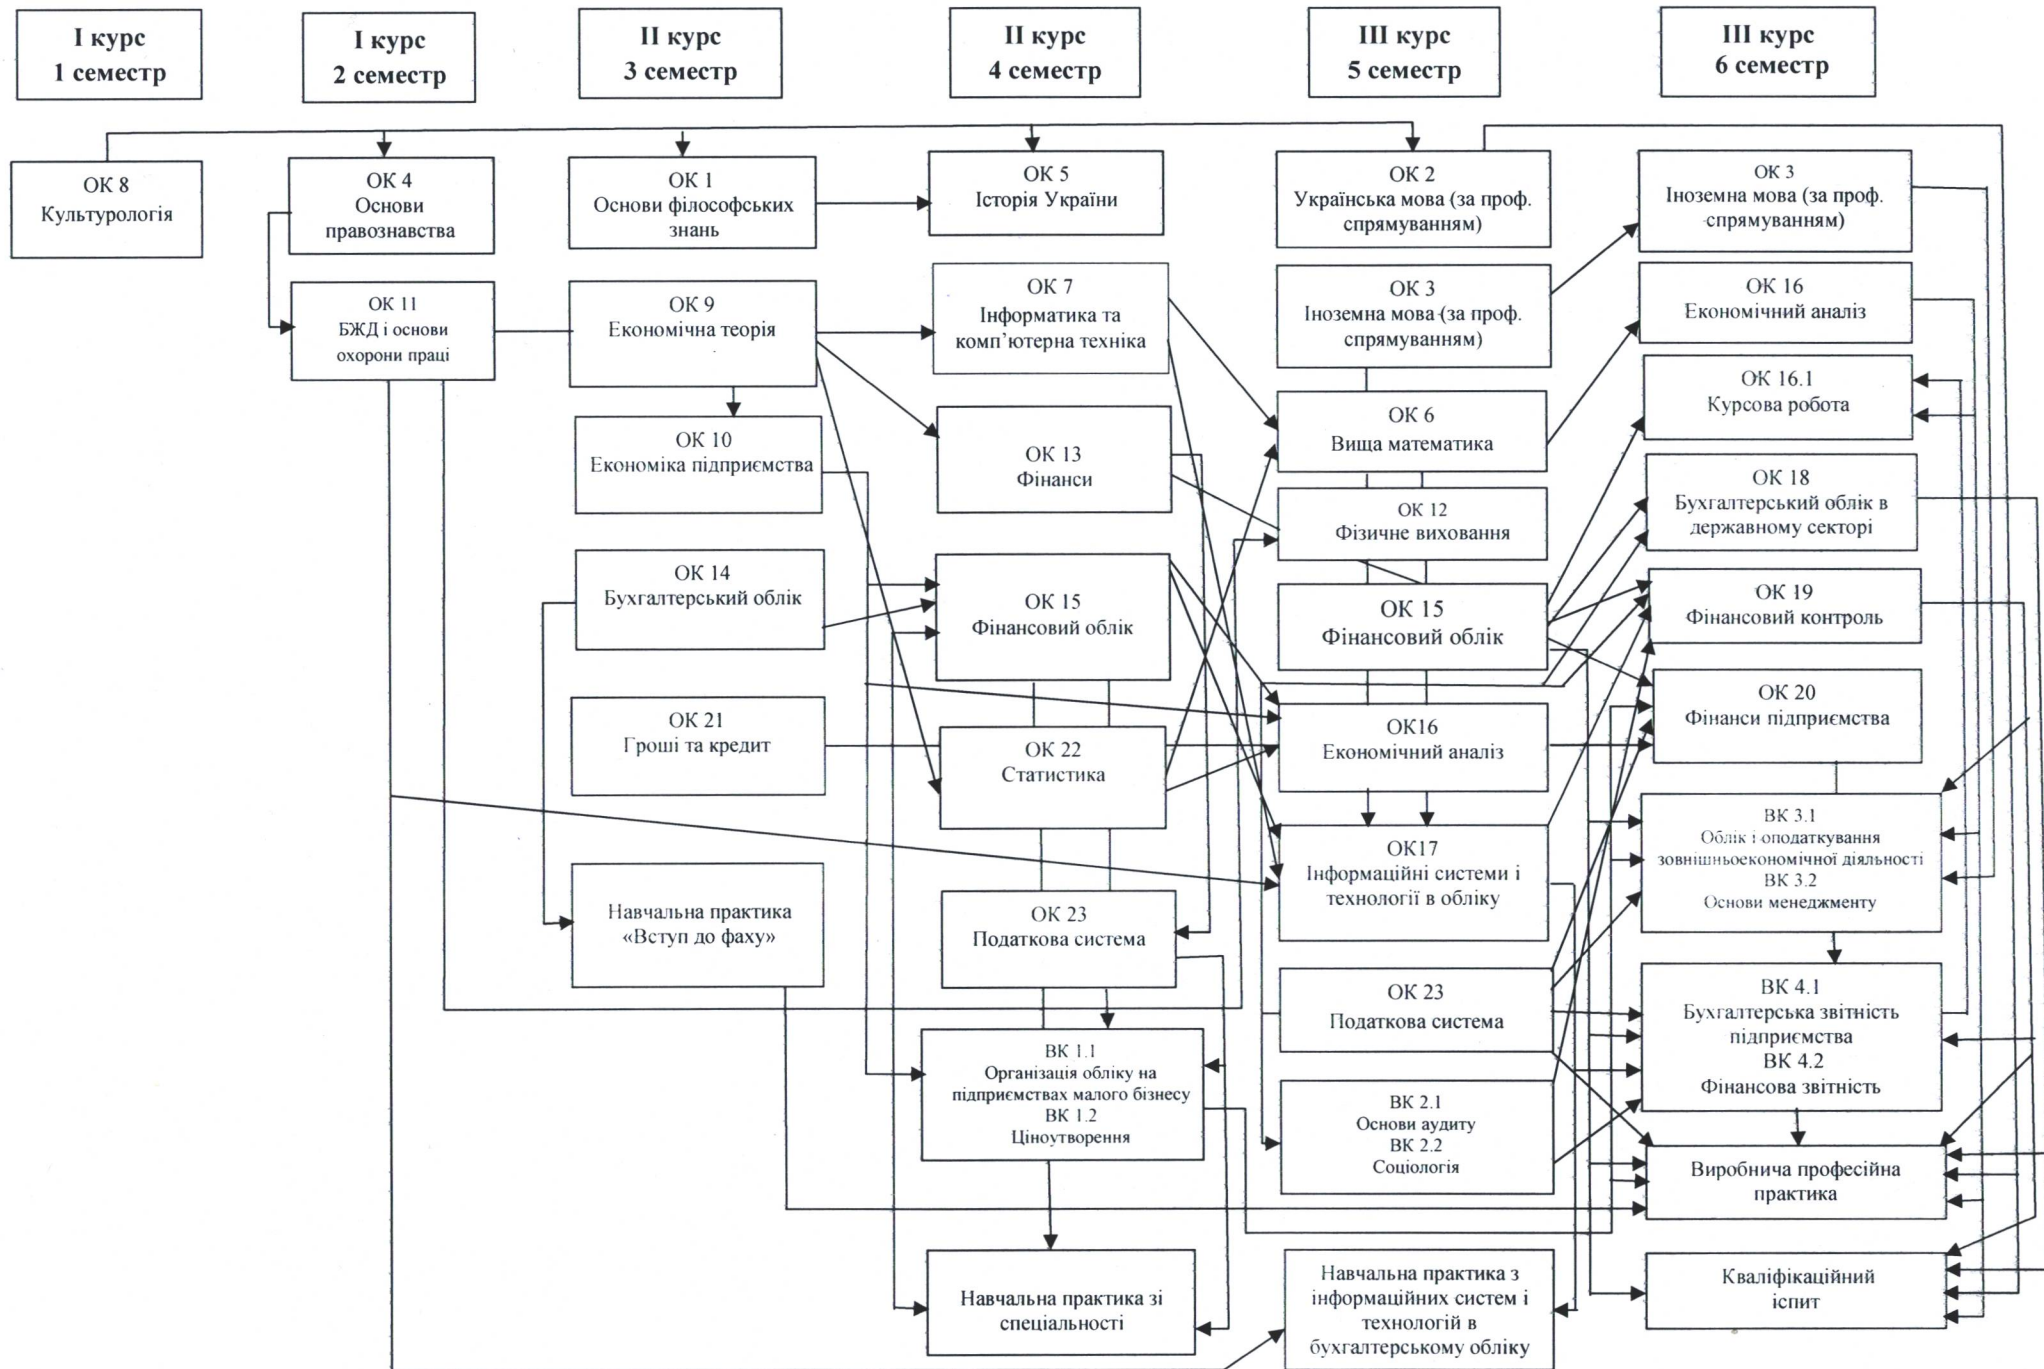 І курс
1 семестр
І курс
2 семестр
ІІ курс
3 семестр
ІІ курс
4 семестр
ІІІ курс
5 семестр
ІІІ курс
6 семестр
ОК 8
Культурологія
ОК 4
Основи
правознавства
ОК 11
БЖД і основи
охорони праці
ОК 1
Основи філософських
знань
ОК 9
Економічна теорія
ОК 10
Економіка підприємства
ОК 14
Бухгалтерський облік
ОК 21
Гроші та кредит
Навчальна практика
«Вступ до фаху»
ОК 5
Історія України
ОК 7
Інформатика та
комп’ютерна техніка
ОК 13
Фінанси
ОК 15
Фінансовий облік
ОК 22
Статистика
ОК 23
Податкова система
ВК 1.1
Організація обліку на
підприємствах малого бізнесу
ВК 1.2
Ціноутворення
Навчальна практика зі
спеціальності
ОК 2
Українська мова (за проф.
спрямуванням)
ОК 3
Іноземна мова (за проф.
спрямуванням)
ОК 6
Вища математика
ОК 12
Фізичне виховання
ОК 15
Фінансовий облік
ОК16
Економічний аналіз
ОК17
Інформаційні системи і
технології в обліку
ОК 23
Податкова система
ВК 2.1
Основи аудиту
ВК 2.2
Соціологія
Навчальна практика з
інформаційних систем і
технологій в
бухгалтерському обліку
ОК 3
Іноземна мова (за проф.
спрямуванням)
ОК 16
Економічний аналіз
ОК 16.1
Курсова робота
ОК 18
Бухгалтерський облік в
державному секторі
ОК 19
Фінансовий контроль
ОК 20
Фінанси підприємства
ВК 3.1
Облік і оподаткування
зовнішньоекономічної діяльності
ВК 3.2
Основи менеджменту
ВК 4.1
Бухгалтерська звітність
підприємства
ВК 4.2
Фінансова звітність
Виробнича професійна
практика
Кваліфікаційний
іспит